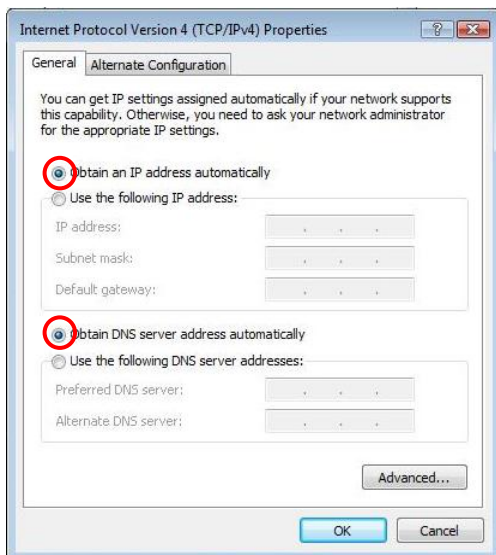 Internet Protocol Version 4 (TCP/IPv4) Properties
General
Alternate Configuration
You can get IP settings assigned automatically if your network supports
this capability. Otherwise, you need to ask your network administrator
for the appropriate IP settings.
Obtain an IP address automatically
Use the following IP address:
IP address:
Subnet mask:
Default gateway:
Obtain DNS server address automatically
Use the following DNS server addresses:
Preferred DNS server:
Alternate DNS server:
Advanced...
OK
Cancel